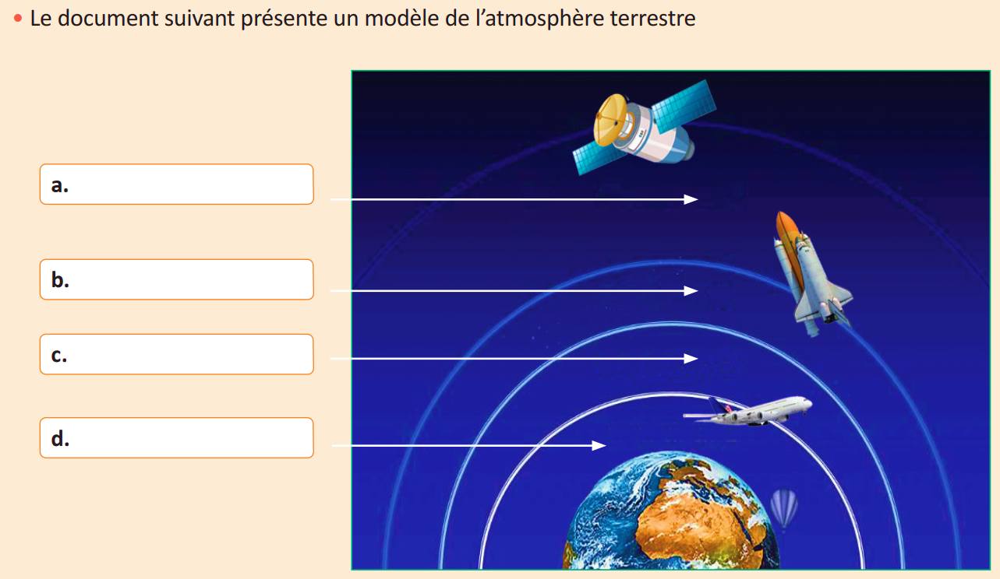 • Le document suivant présente un modèle de l’atmosphère terrestre
a.
b.
c.
d.